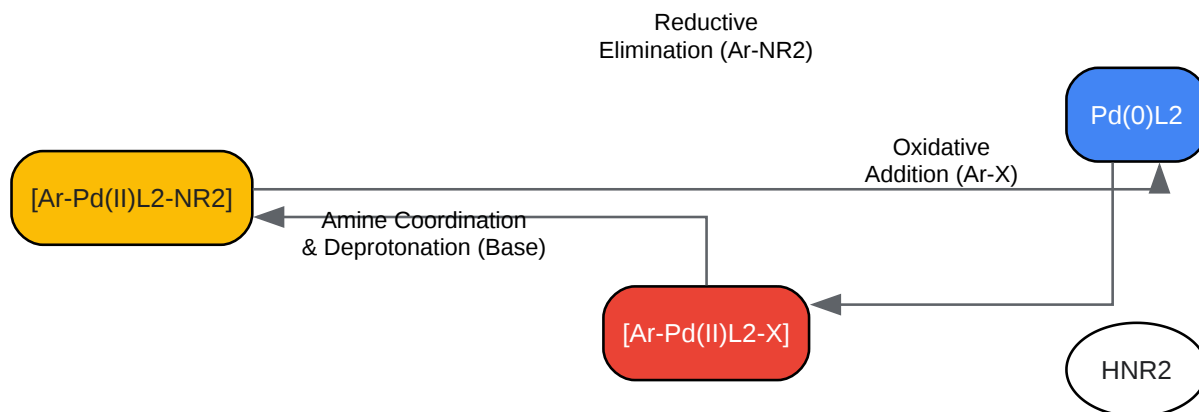 Reductive
Elimination (Ar-NR2)
Pd(0)L2
Oxidative
Addition (Ar-X)
[Ar-Pd(II)L2-NR2]
Amine Coordination
& Deprotonation (Base)
[Ar-Pd(II)L2-X]
HNR2